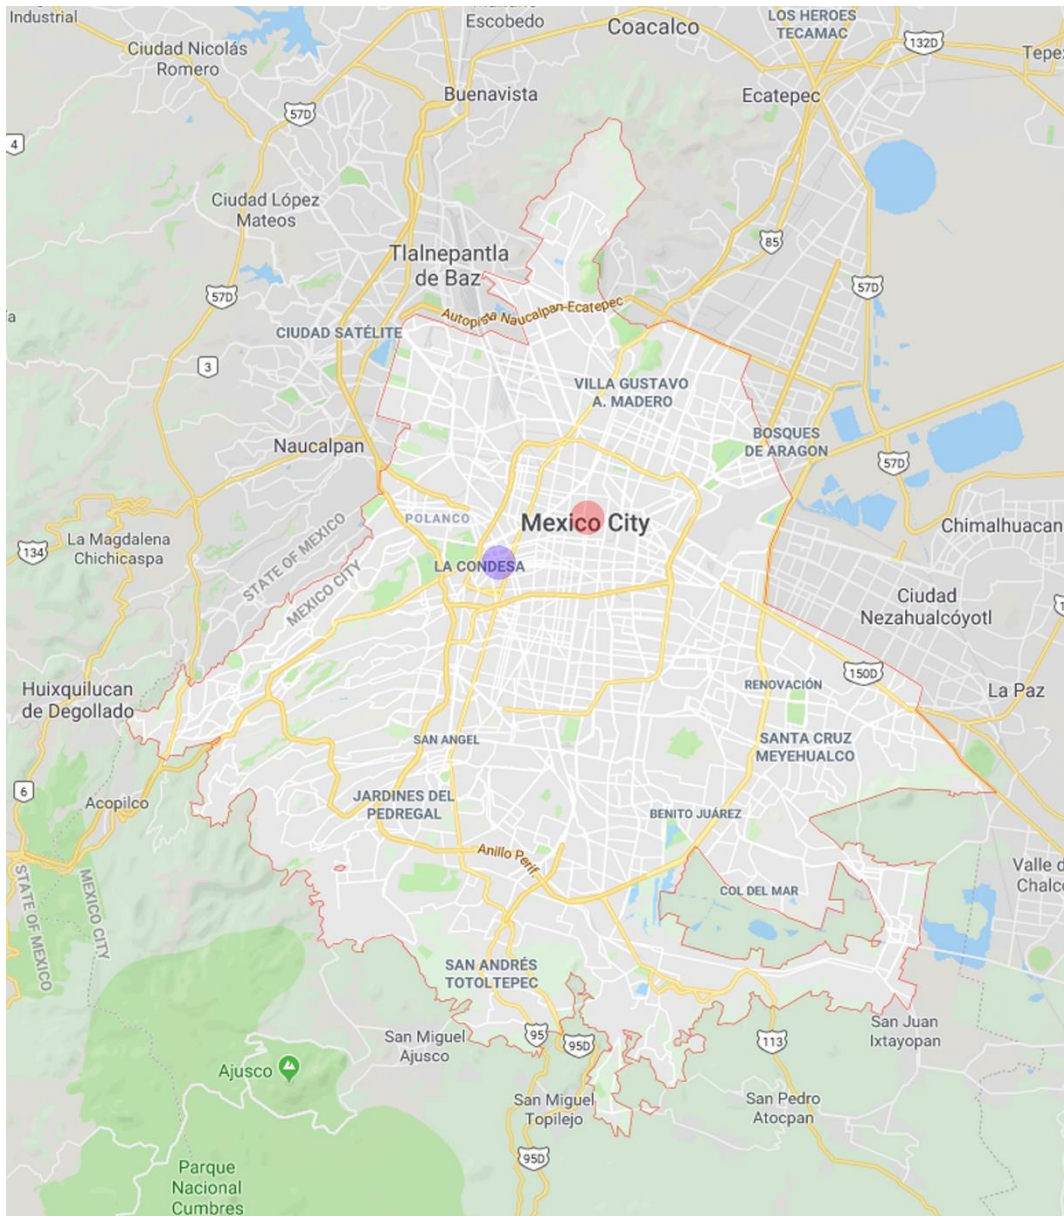 Industrial
Escobedo
Coacalco
LOS HEROES
TECAMAC
132D
Ciudad Nicolás
Romero
Buenavista
Ecatepec
57D
4
Ciudad López
Mateos
85
Tlalnepantla
de Baz
57D
57D
Autopista Naucalpan-Ecatepec
CIUDAD SATÉLITE
3
VILLA GUSTAVO
A. MADERO
BOSQUES
DE ARAGON
Naucalpan
57D
POLANCO
Mexico City
Chimalhuacan
La Magdalena
Chichicaspa
134
STATE OF MEXICO
MEXICO CITY
LA CONDESA
Ciudad
Nezahualcóyotl
150D
RENOVACIÓN
La Paz
Huixquilucan
de Degollado
SAN ANGEL
SANTA CRUZ
MEYEHUALCO
6
Acopilco
JARDINES DEL
PEDREGAL
BENITO JUÁREZ
Anillo Perif
STATE OF MEXICO
MEXICO CITY
COL DEL MAR
Valle d
Chalc
SAN ANDRÉS
TOTOLTEPEC
San Miguel
Ajusco
95
95D
113
San Juan
Ixtayopan
Ajusco
San Miguel
Topilejo
San Pedro
Atocpan
95D
Parque
Nacional
Cumbres